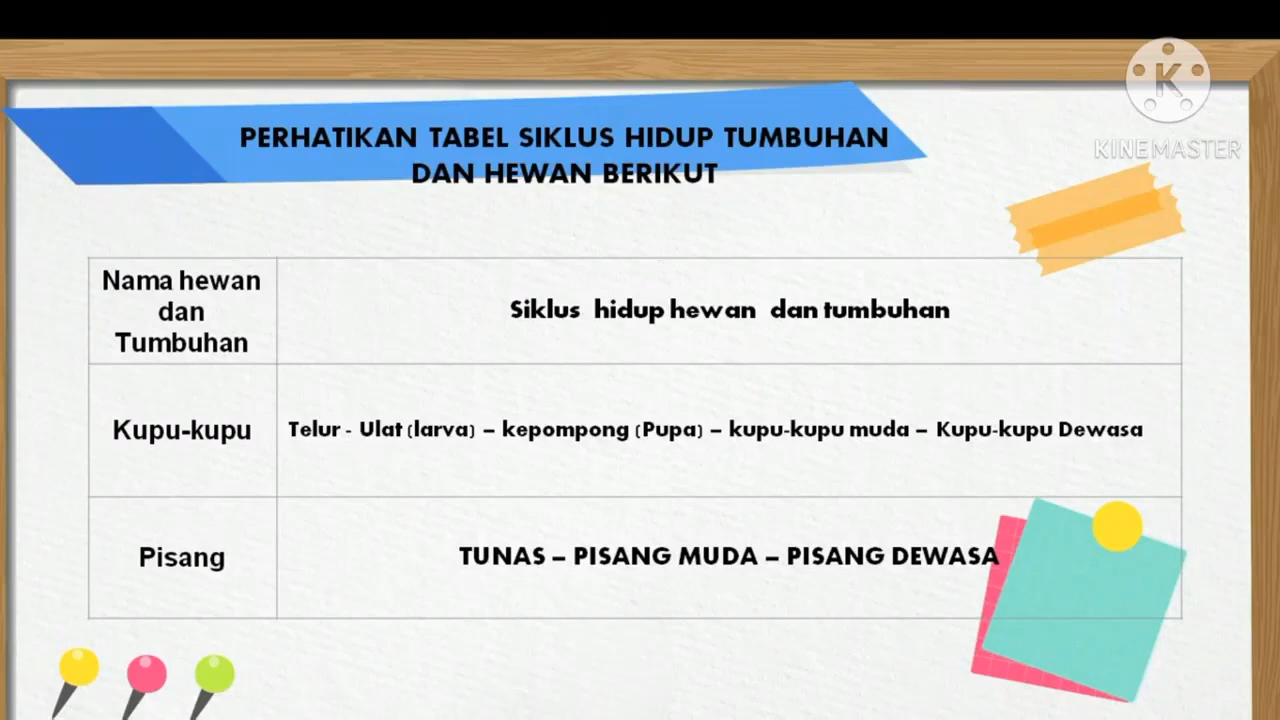 KINEMASTER
PERHATIKAN TABEL SIKLUS HIDUP TUMBUHAN
DAN HEWAN BERIKUT
Nama hewan
dan
Tumbuhan
Siklus hidup hewan dan tumbuhan
Kupu-kupu
Telur - Ulat (larva) – kepompong (Pupa) – kupu-kupu muda – Kupu-kupu Dewasa
Pisang
TUNAS – PISANG MUDA – PISANG DEWASA